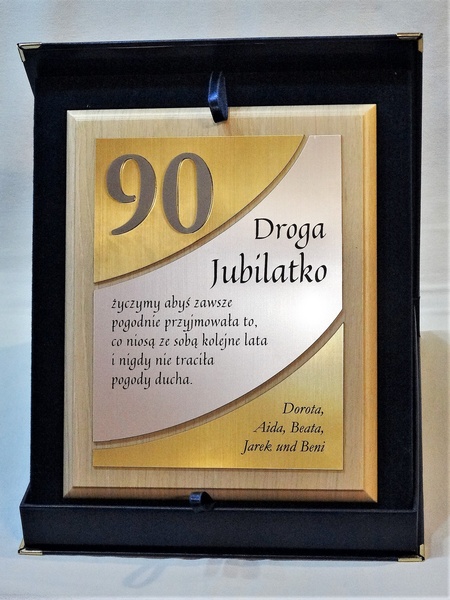 90
Droga
Jubilatko
życzymy abyś zawsze
pogodnie przyjmowała to,
co niosą ze sobą kolejne lata
i nigdy nie traciła
pogody ducha.
Dorota,
Aida, Beata,
Jarek und Beni